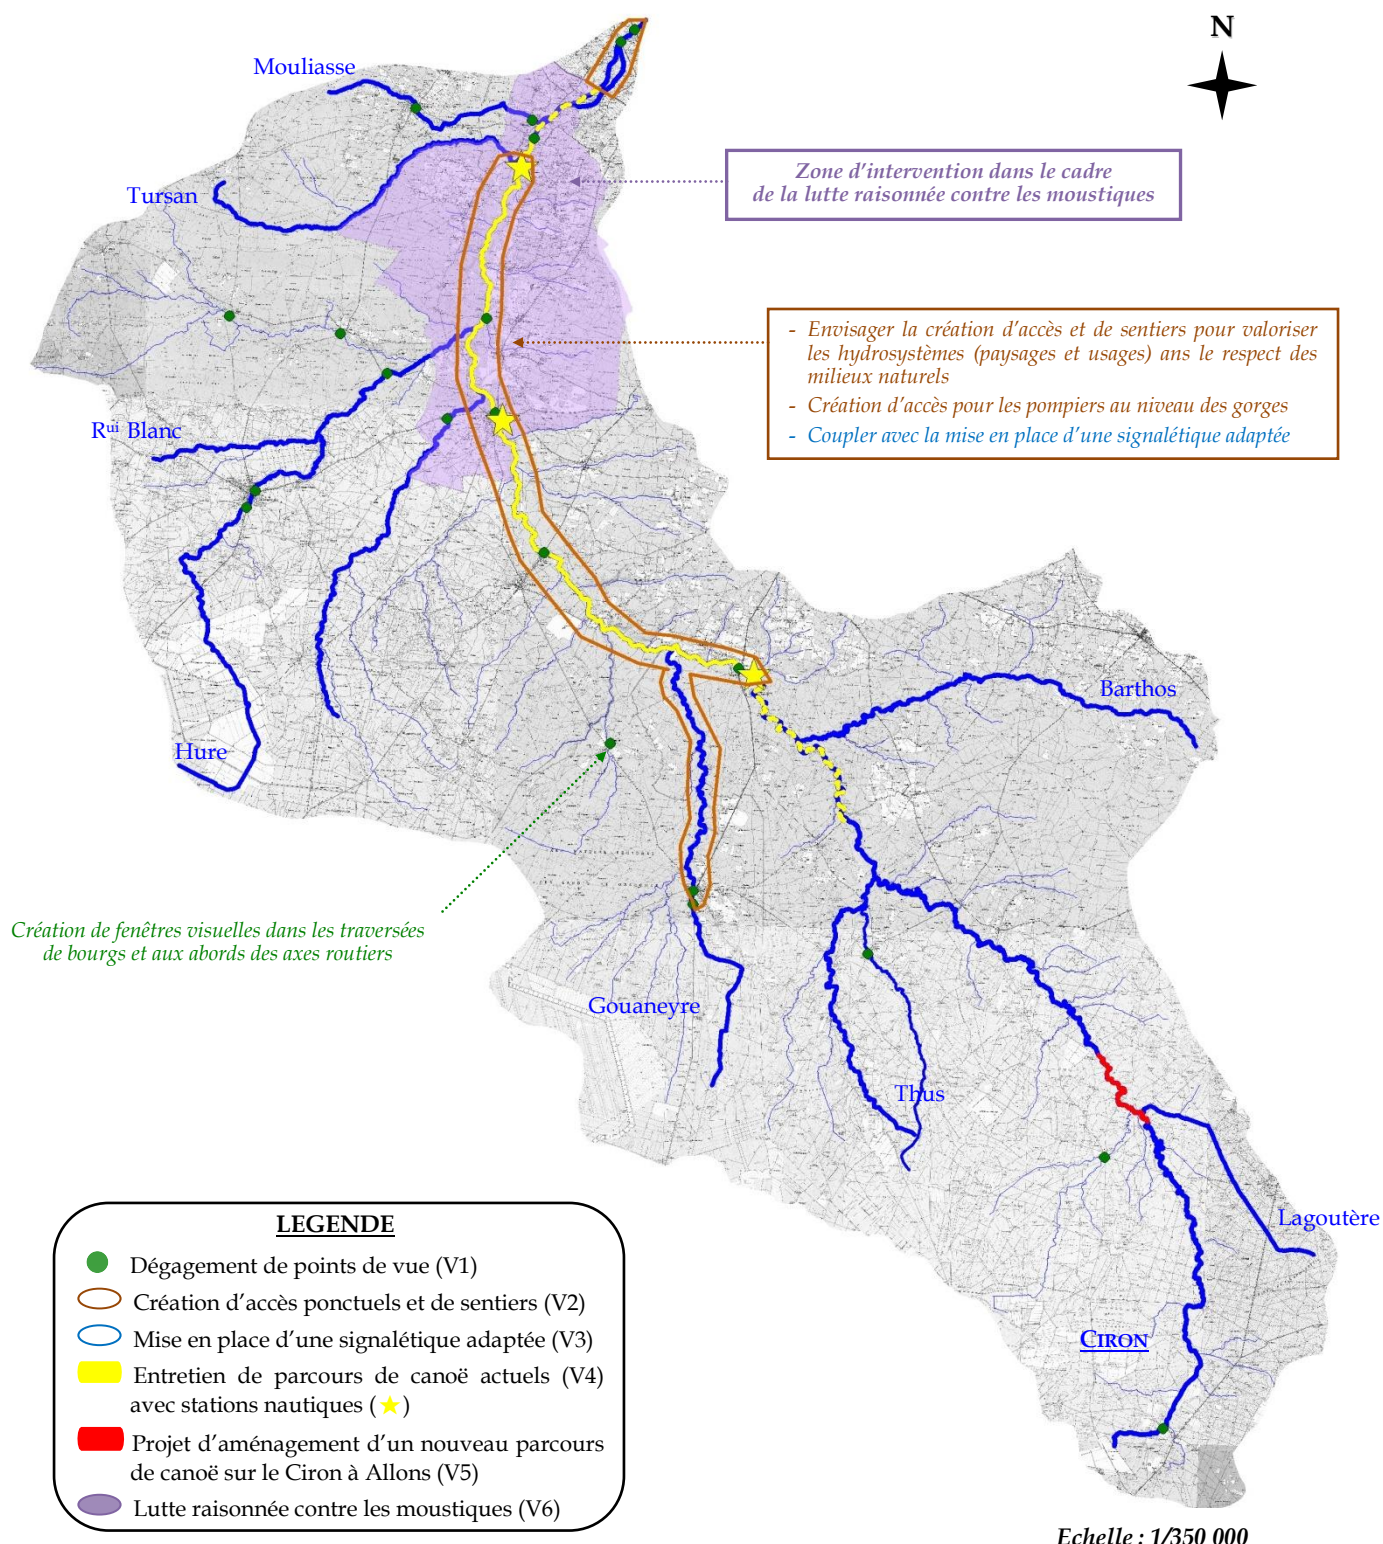 N
Mouliasse
Zone d'intervention dans le cadre
de la lutte raisonnée contre les moustiques
Tursan
- Envisager la création d'accès et de sentiers pour valoriser
les hydrosystèmes (paysages et usages) ans le respect des
milieux naturels
- Création d'accès pour les pompiers au niveau des gorges
- Coupler avec la mise en place d'une signalétique adaptée
Rui Blanc
Barthos
Hure
Création de fenêtres visuelles dans les traversées
de bourgs et aux abords des axes routiers
Gouaneyre
Thus
Lagoutère
CIRON
LEGENDE
Dégagement de points de vue (V1)
Création d'accès ponctuels et de sentiers (V2)
Mise en place d'une signalétique adaptée (V3)
Entretien de parcours de canoë actuels (V4)
avec stations nautiques ( )
Projet d'aménagement d'un nouveau parcours
de canoë sur le Ciron à Allons (V5)
Lutte raisonnée contre les moustiques (V6)
Echelle : 1/350 000